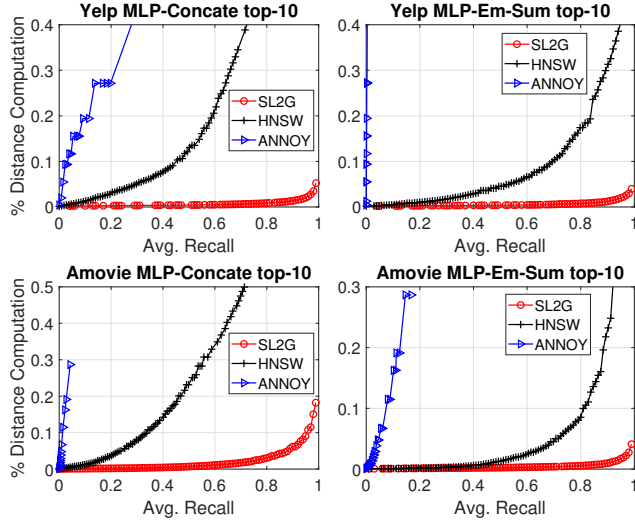 Yelp MLP-Concate top-10
% Distance Computation
0.4
0.3
0.2
0.1
0
SL2G
HNSW
ANNOY
0 0.2 0.4 0.6 0.8 1
Avg. Recall
Yelp MLP-Em-Sum top-10
0.4
0.3
0.2
0.1
0
SL2G
HNSW
ANNOY
0 0.2 0.4 0.6 0.8 1
Avg. Recall
Amovie MLP-Concate top-10
% Distance Computation
0.5
0.4
0.3
0.2
0.1
0
SL2G
HNSW
ANNOY
0 0.2 0.4 0.6 0.8 1
Avg. Recall
Amovie MLP-Em-Sum top-10
0.3
0.2
0.1
0
SL2G
HNSW
ANNOY
0 0.2 0.4 0.6 0.8 1
Avg. Recall